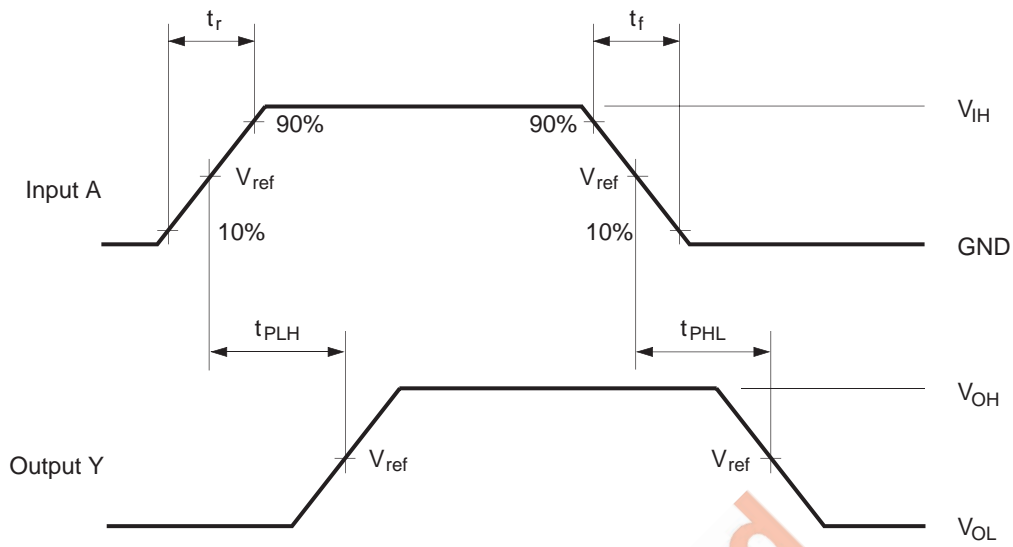 tr tf
90% 90% VIH
Input A Vref Vref
10% 10% GND
tPLH tPHL
VOH
Output Y Vref Vref
VOL